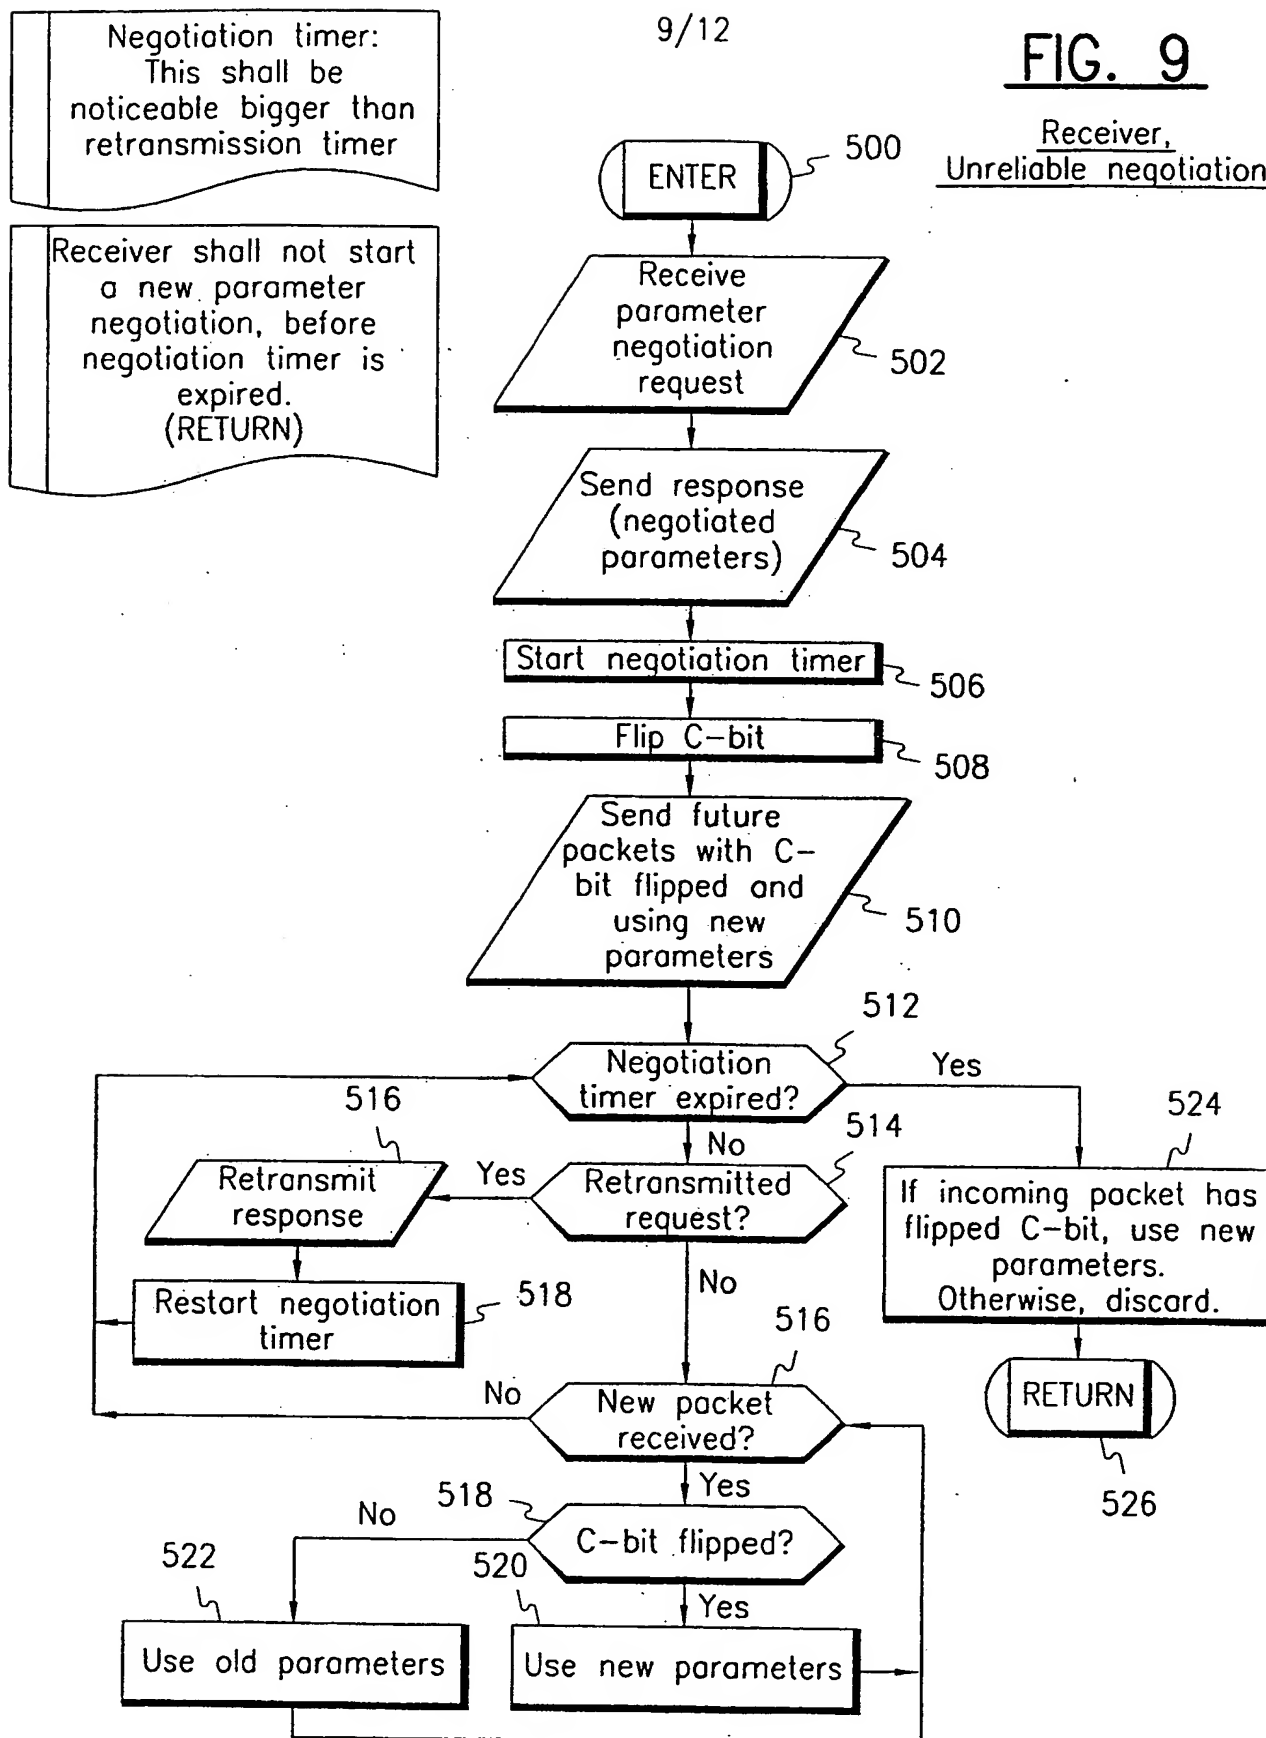 9/12
FIG. 9
Receiver,
Unreliable negotiation
Negotiation timer:
This shall be
noticeable bigger than
retransmission timer
Receiver shall not start
a new parameter
negotiation, before
negotiation timer is
expired.
(RETURN)
ENTER
500
Receive
parameter
negotiation
request
502
Send response
(negotiated
parameters)
504
Start negotiation timer
506
Flip C-bit
508
Send future
packets with C-
bit flipped and
using new
parameters
510
512
Negotiation
timer expired?
Yes
No
514
Retransmitted
request?
Yes
516
Retransmit
response
518
Restart negotiation
timer
No
516
New packet
received?
No
Yes
518
C-bit flipped?
No
Yes
522
Use old parameters
520
Use new parameters
524
If incoming packet has
flipped C-bit, use new
parameters.
Otherwise, discard.
RETURN
526